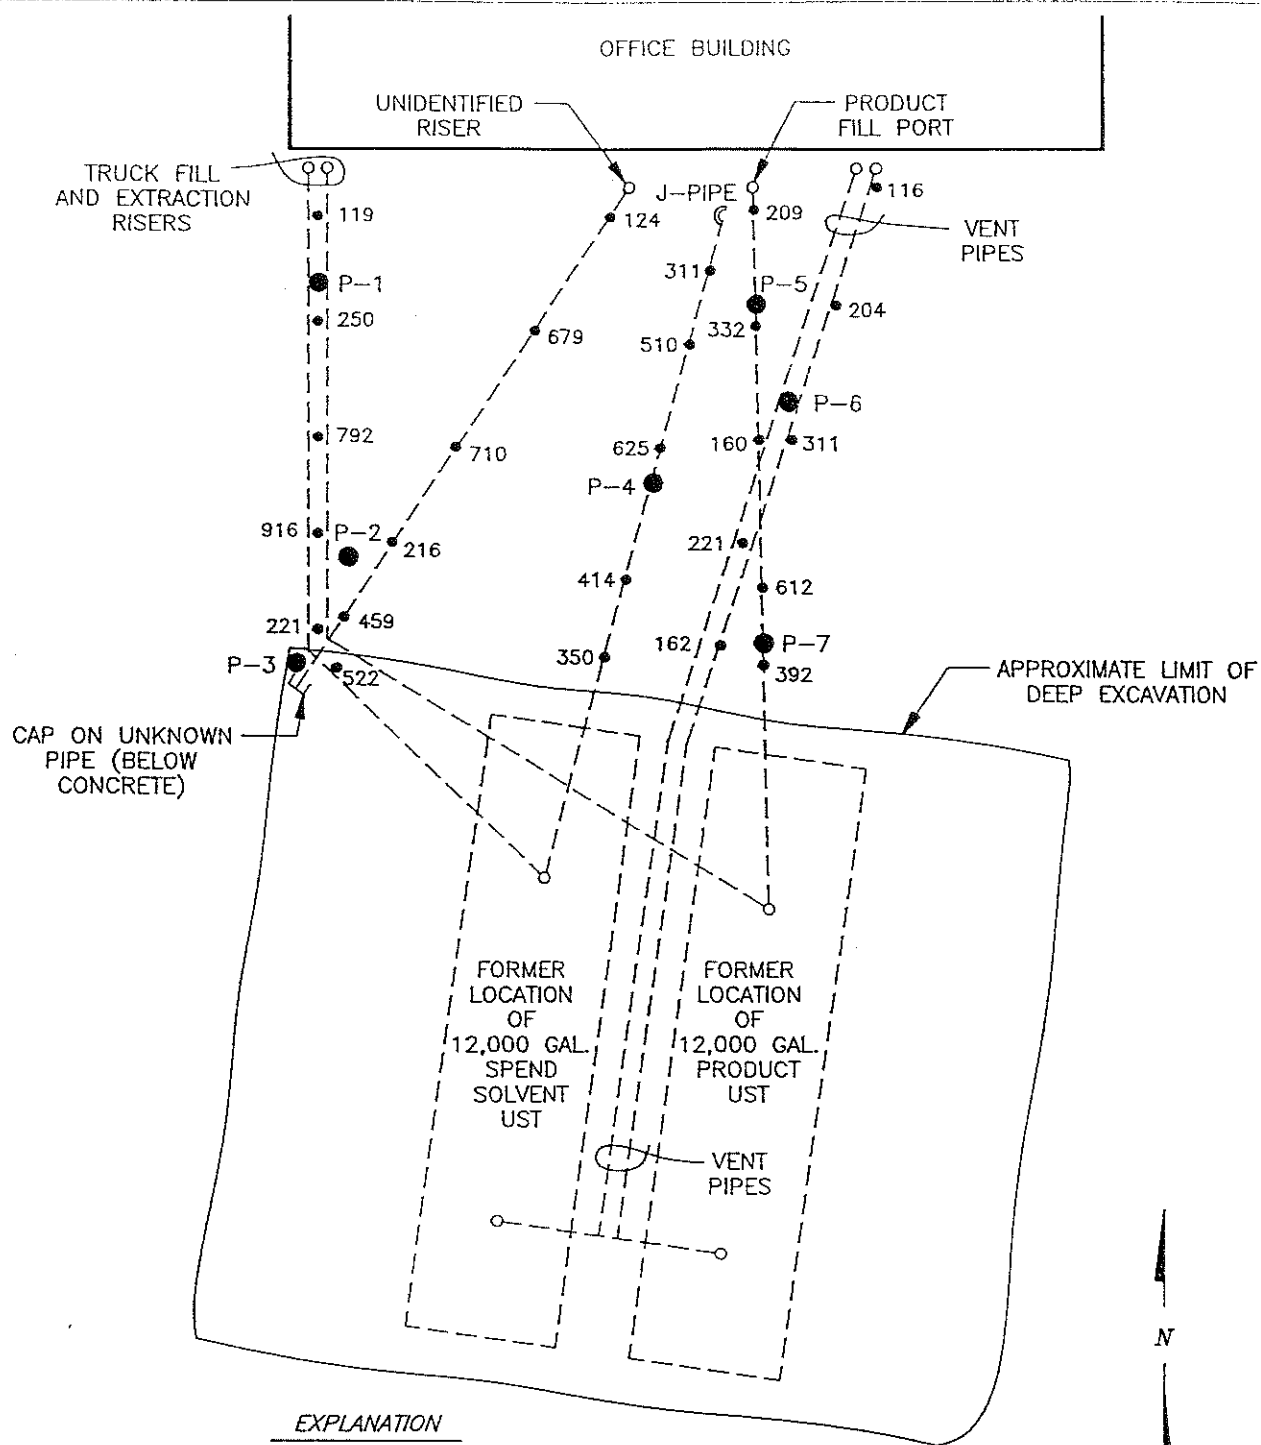 OFFICE BUILDING
UNIDENTIFIED
RISER
PRODUCT
FILL PORT
TRUCK FILL
AND EXTRACTION
RISERS
J-PIPE
116
119
124
209
VENT
PIPES
311
P-1
P-5
204
250
332
679
510
P-6
792
710
625
160
311
P-4
916
P-2
216
221
414
612
221
459
P-3
522
350
162
P-7
392
APPROXIMATE LIMIT OF
DEEP EXCAVATION
CAP ON UNKNOWN
PIPE (BELOW
CONCRETE)
FORMER
LOCATION
OF
12,000 GAL.
SPEND
SOLVENT
UST
FORMER
LOCATION
OF
12,000 GAL.
PRODUCT
UST
VENT
PIPES
N
EXPLANATION